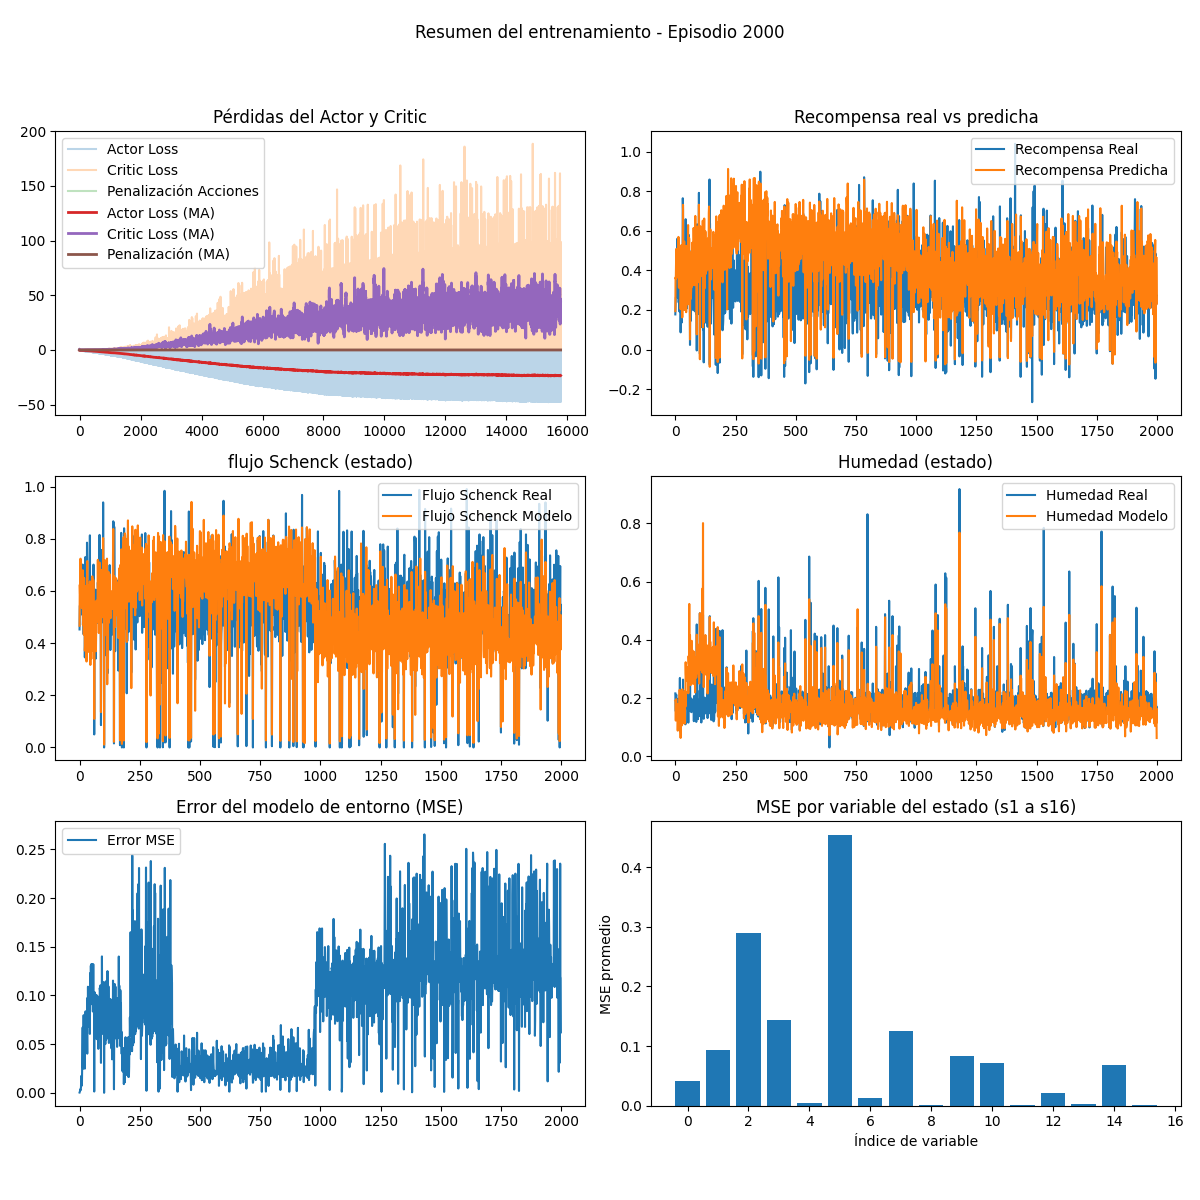 Resumen del entrenamiento - Episodio 2000
Pérdidas del Actor y Critic
200
150
100
50
0
−50
Actor Loss
Critic Loss
Penalización Acciones
Actor Loss (MA)
Critic Loss (MA)
Penalización (MA)
0 2000 4000 6000 8000 10000 12000 14000 16000
Recompensa real vs predicha
1.0
0.8
0.6
0.4
0.2
0.0
−0.2
Recompensa Real
Recompensa Predicha
0 250 500 750 1000 1250 1500 1750 2000
flujo Schenck (estado)
1.0
0.8
0.6
0.4
0.2
0.0
Flujo Schenck Real
Flujo Schenck Modelo
0 250 500 750 1000 1250 1500 1750 2000
Humedad (estado)
0.8
0.6
0.4
0.2
0.0
Humedad Real
Humedad Modelo
0 250 500 750 1000 1250 1500 1750 2000
Error del modelo de entorno (MSE)
0.25
0.20
0.15
0.10
0.05
0.00
Error MSE
0 250 500 750 1000 1250 1500 1750 2000
MSE por variable del estado (s1 a s16)
MSE promedio
0.4
0.3
0.2
0.1
0.0
0 2 4 6 8 10 12 14 16
Índice de variable